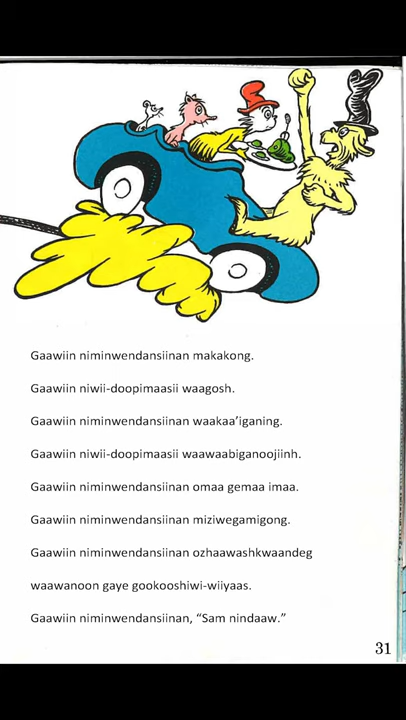 Gaawiin niminwendansiinan makakong.
Gaawiin niwii-doopimaasii waagosh.
Gaawiin niminwendansiinan waakaa’iganing.
Gaawiin niwii-doopimaasii waawaabiganoojiinh.
Gaawiin niminwendansiinan omaa gemaa imaa.
Gaawiin niminwendansiinan miziwegamigong.
Gaawiin niminwendansiinan ozhaawashkwaandeg
waawanoon gaye gookooshiwi-wiiyaas.
Gaawiin niminwendansiinan, “Sam nindaaw.”
31